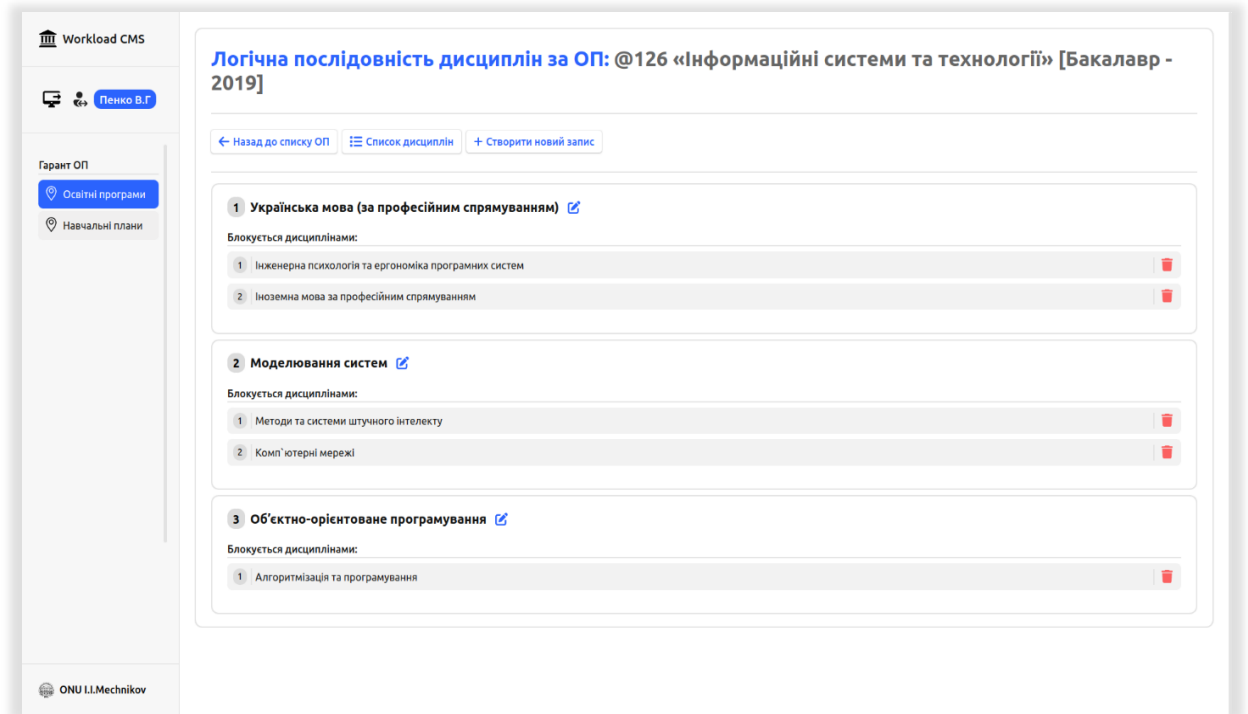 Workload CMS
Пенко В.Г
Гарант ОП
Освітні програми
Навчальні плани
ONU I.I.Mechnikov
Логічна послідовність дисциплін за ОП: @126 «Інформаційні системи та технології» [Бакалавр -
2019]
Назад до списку ОП
Список дисциплін
+ Створити новий запис
1 Українська мова (за професійним спрямуванням)
Блокується дисциплінами:
1 Інженерна психологія та ергономіка програмних систем
2 Іноземна мова за професійним спрямуванням
2 Моделювання систем
Блокується дисциплінами:
1 Методи та системи штучного інтелекту
2 Комп`ютерні мережі
3 Об’єктно-орієнтоване програмування
Блокується дисциплінами:
1 Алгоритмізація та програмування